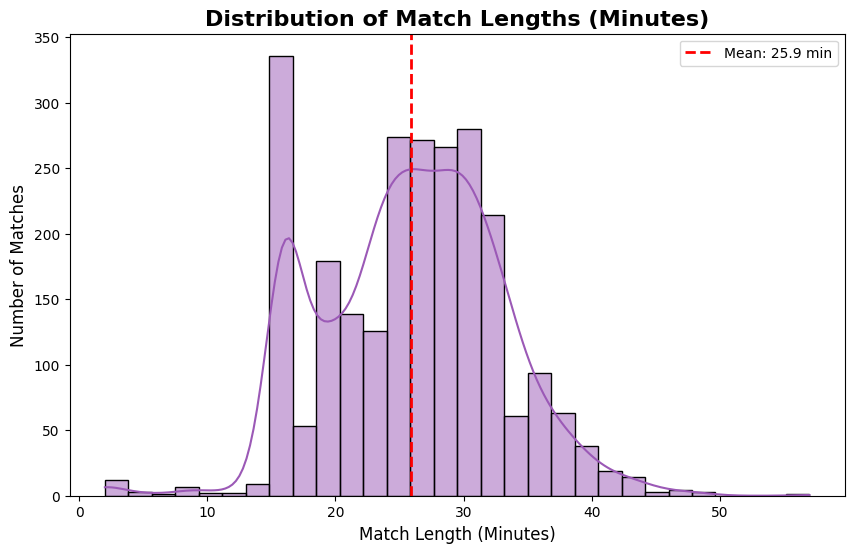 Distribution of Match Lengths (Minutes)
Mean: 25.9 min
Number of Matches
350
300
250
200
150
100
50
0
0 10 20 30 40 50
Match Length (Minutes)